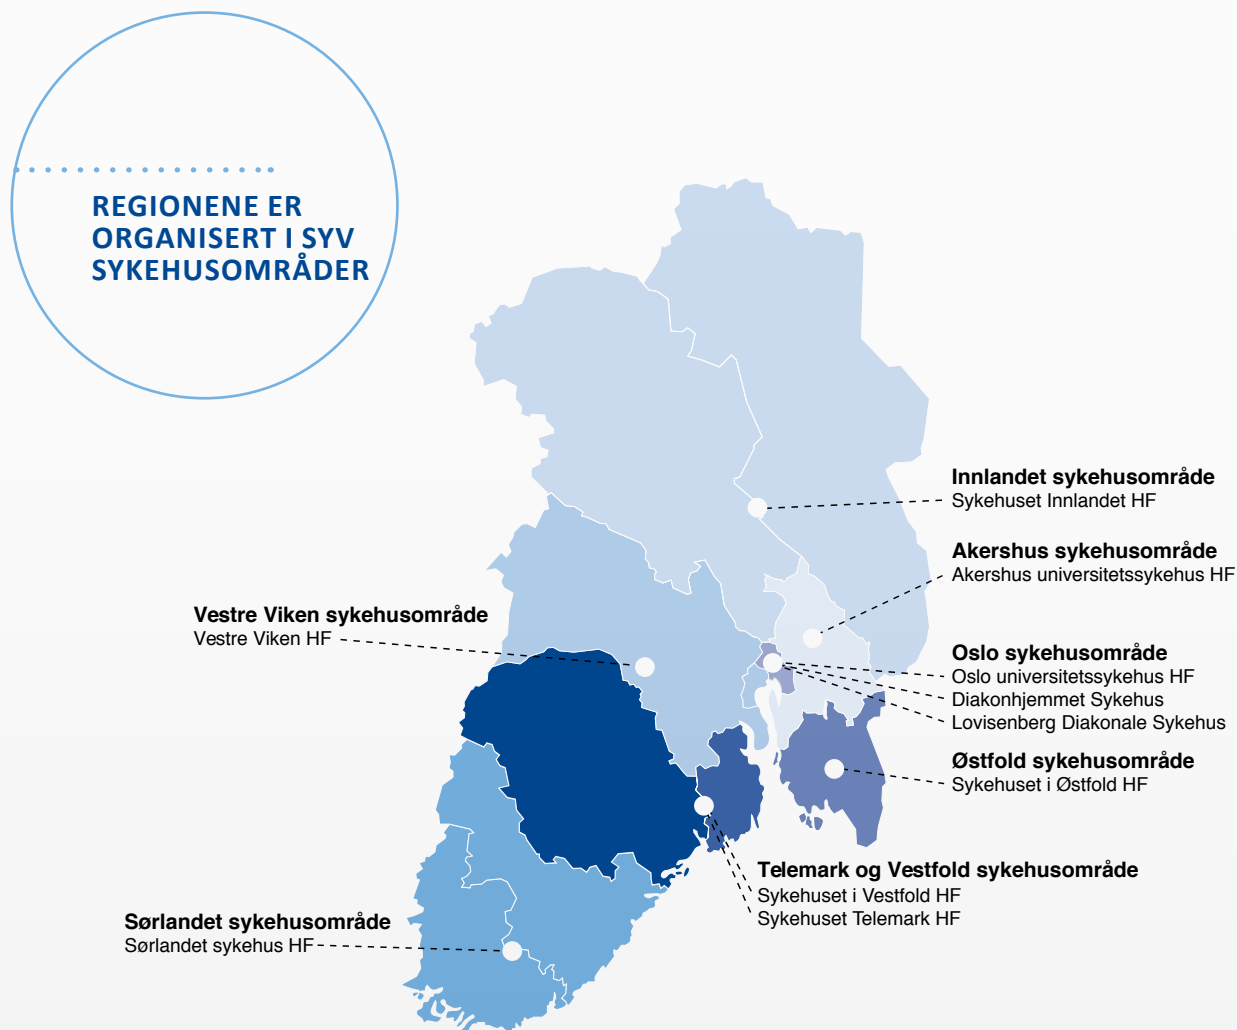 REGIONENE ER
ORGANISERT I SYV
SYKEHUSOMRÅDER
Innlandet sykehusområde
Sykehuset Innlandet HF
Akershus sykehusområde
Akershus universitetssykehus HF
Vestre Viken sykehusområde
Vestre Viken HF
Oslo sykehusområde
Oslo universitetssykehus HF
Diakonhjemmet Sykehus
Lovisenberg Diakonale Sykehus
Østfold sykehusområde
Sykehuset i Østfold HF
Telemark og Vestfold sykehusområde
Sykehuset i Vestfold HF
Sykehuset Telemark HF
Sørlandet sykehusområde
Sørlandet sykehus HF